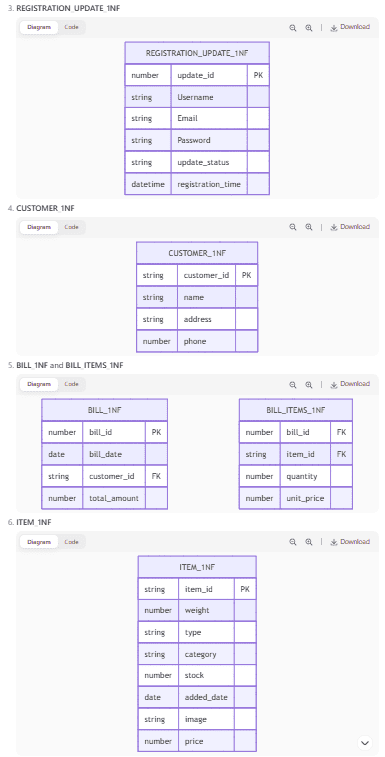 3. REGISTRATION_UPDATE_1NF
Diagram Code Download
REGISTRATION_UPDATE_1NF
number update_id PK
string Username
string Email
string Password
string update_status
datetime registration_time
4. CUSTOMER_1NF
Diagram Code Download
CUSTOMER_1NF
string customer_id PK
string name
string address
number phone
5. BILL_1NF and BILL_ITEMS_1NF
Diagram Code Download
BILL_1NF
number bill_id PK
date bill_date
string customer_id FK
number total_amount
BILL_ITEMS_1NF
number bill_id FK
string item_id FK
number quantity
number unit_price
6. ITEM_1NF
Diagram Code Download
ITEM_1NF
string item_id PK
number weight
string type
string category
number stock
date added_date
string image
number price